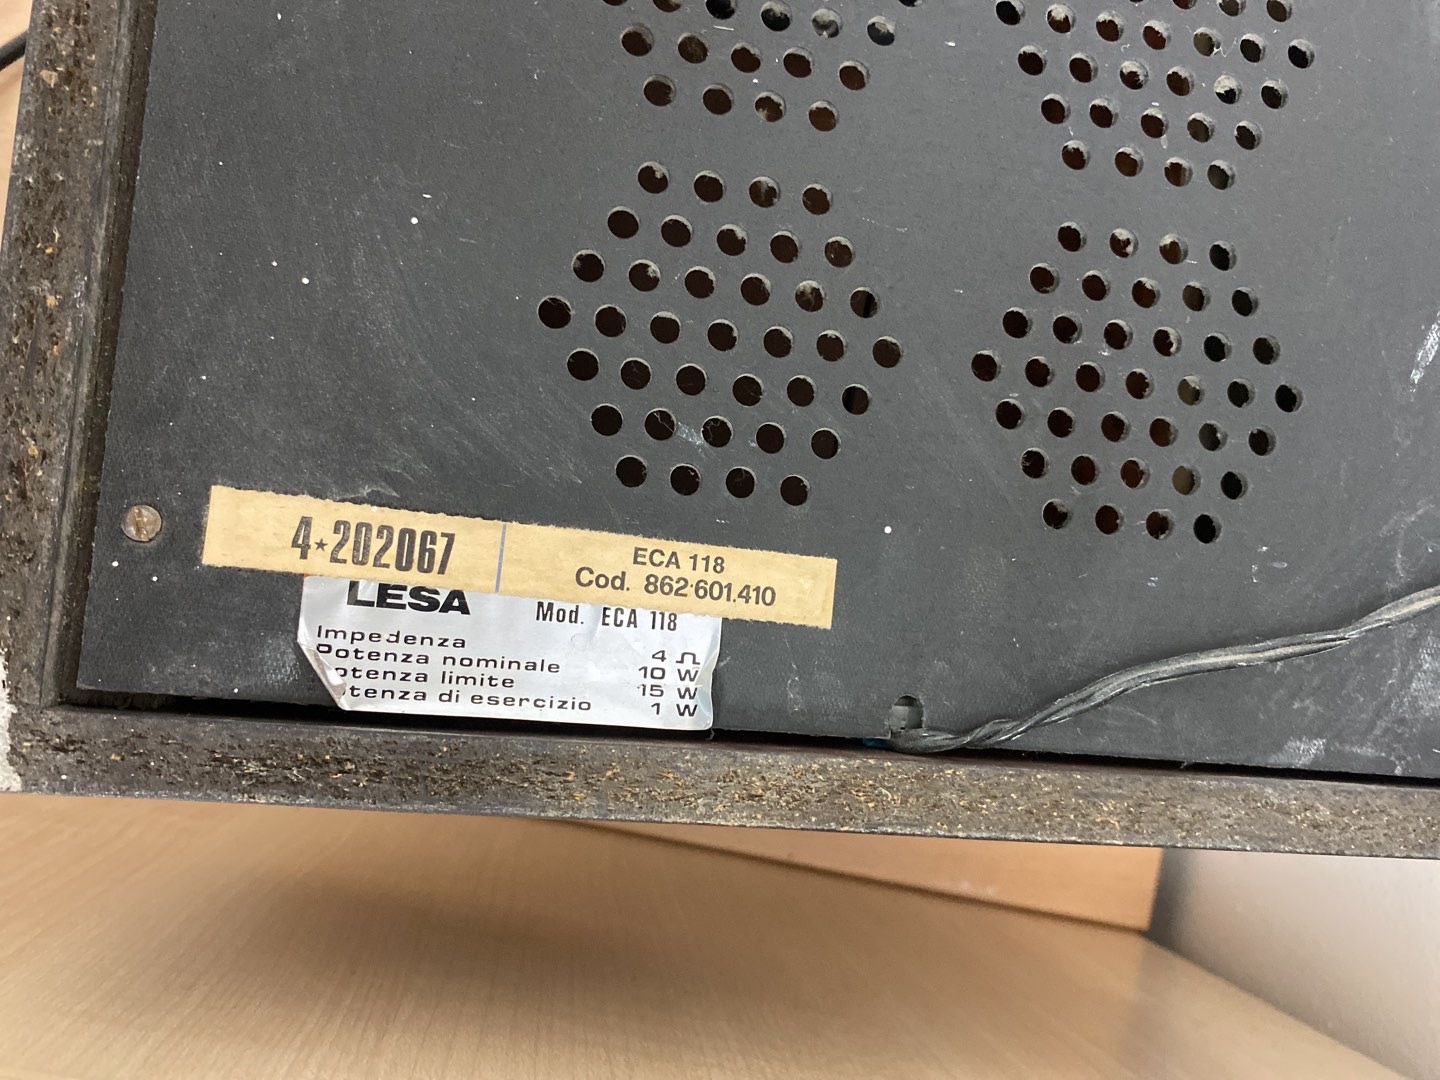 4★202067
ECA 118
Cod. 862·601.410
LESA
Mod. ECA 118
Impedenza 4 Ω
Potenza nominale 10 W
otenza limite 15 W
tenza di esercizio 1 W